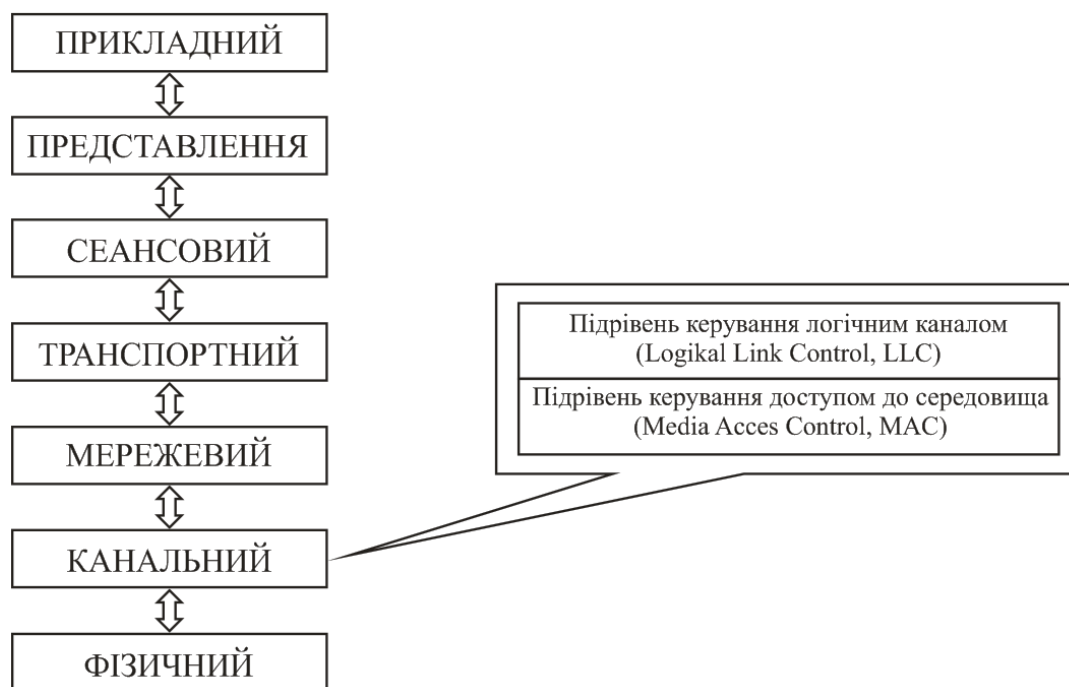 ПРИКЛАДНИЙ
ПРЕДСТАВЛЕННЯ
СЕАНСОВИЙ
ТРАНСПОРТНИЙ
МЕРЕЖЕВИЙ
КАНАЛЬНИЙ
ФІЗИЧНИЙ
Підрівень керування логічним каналом
(Logikal Link Control, LLC)
Підрівень керування доступом до середовища
(Media Acces Control, MAC)